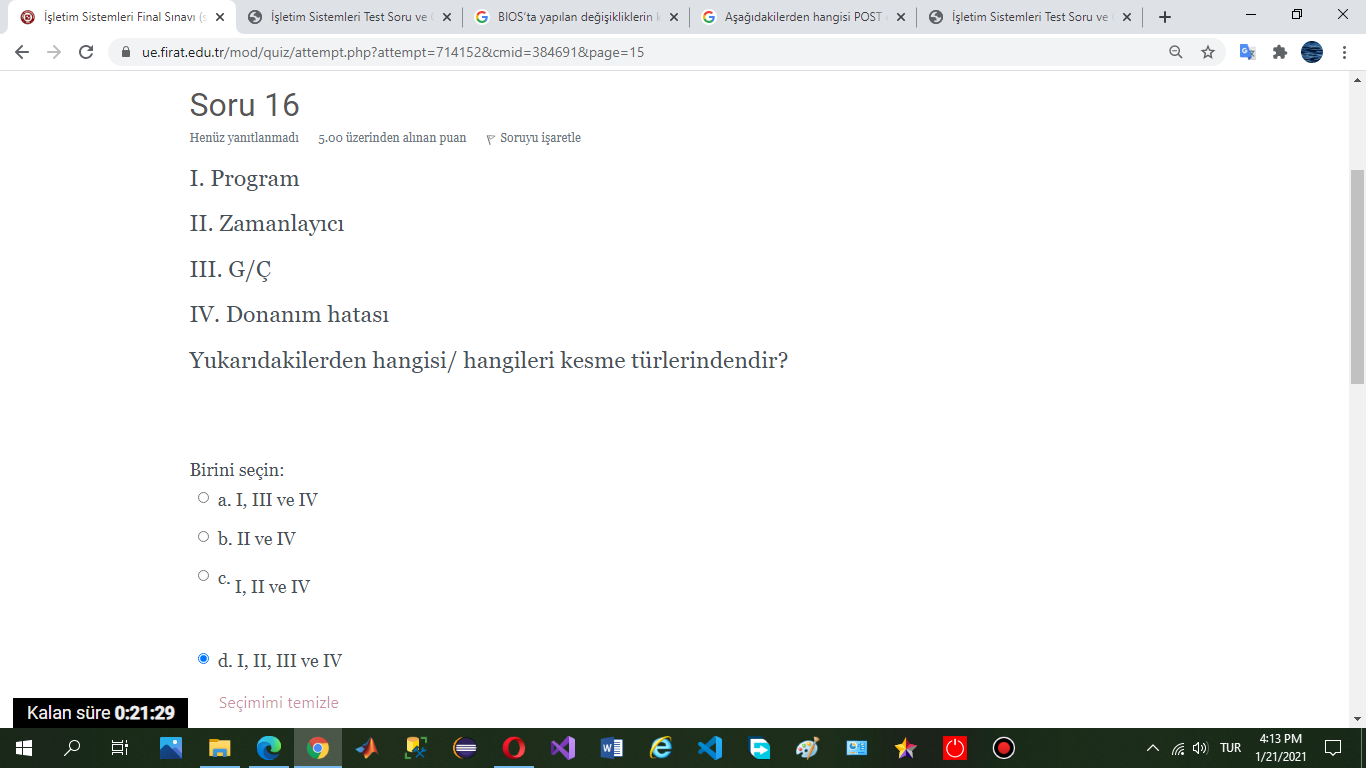 İşletim Sistemleri Final Sınavı (s
İşletim Sistemleri Test Soru ve
BIOS'ta yapılan değişikliklerin k
Aşağıdakilerden hangisi POST
İşletim Sistemleri Test Soru ve
ue.firat.edu.tr/mod/quiz/attempt.php?attempt=714152&cmid=384691&page=15
Soru 16
Henüz yanıtlanmadı 5.00 üzerinden alınan puan Soruyu işaretle
I. Program
II. Zamanlayıcı
III. G/Ç
IV. Donanım hatası
Yukarıdakilerden hangisi/ hangileri kesme türlerindendir?
Birini seçin:
a. I, III ve IV
b. II ve IV
c. I, II ve IV
d. I, II, III ve IV
Seçimimi temizle
Kalan süre 0:21:29
TUR
4:13 PM
1/21/2021